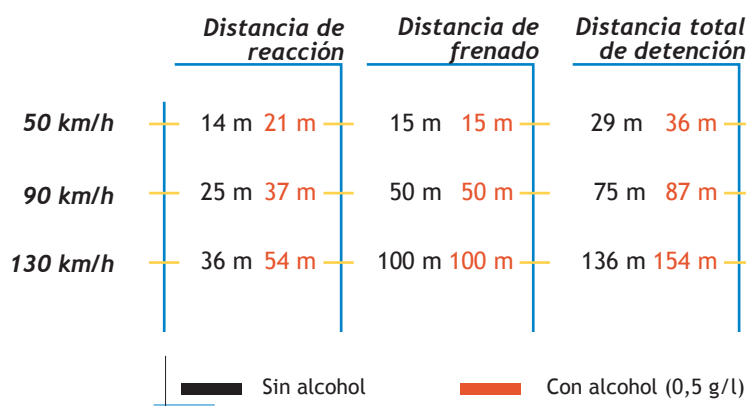 Distancia de reacción
Distancia de frenado
Distancia total de detención
50 km/h 14 m 21 m 15 m 15 m 29 m 36 m
90 km/h 25 m 37 m 50 m 50 m 75 m 87 m
130 km/h 36 m 54 m 100 m 100 m 136 m 154 m
Sin alcohol Con alcohol (0,5 g/l)